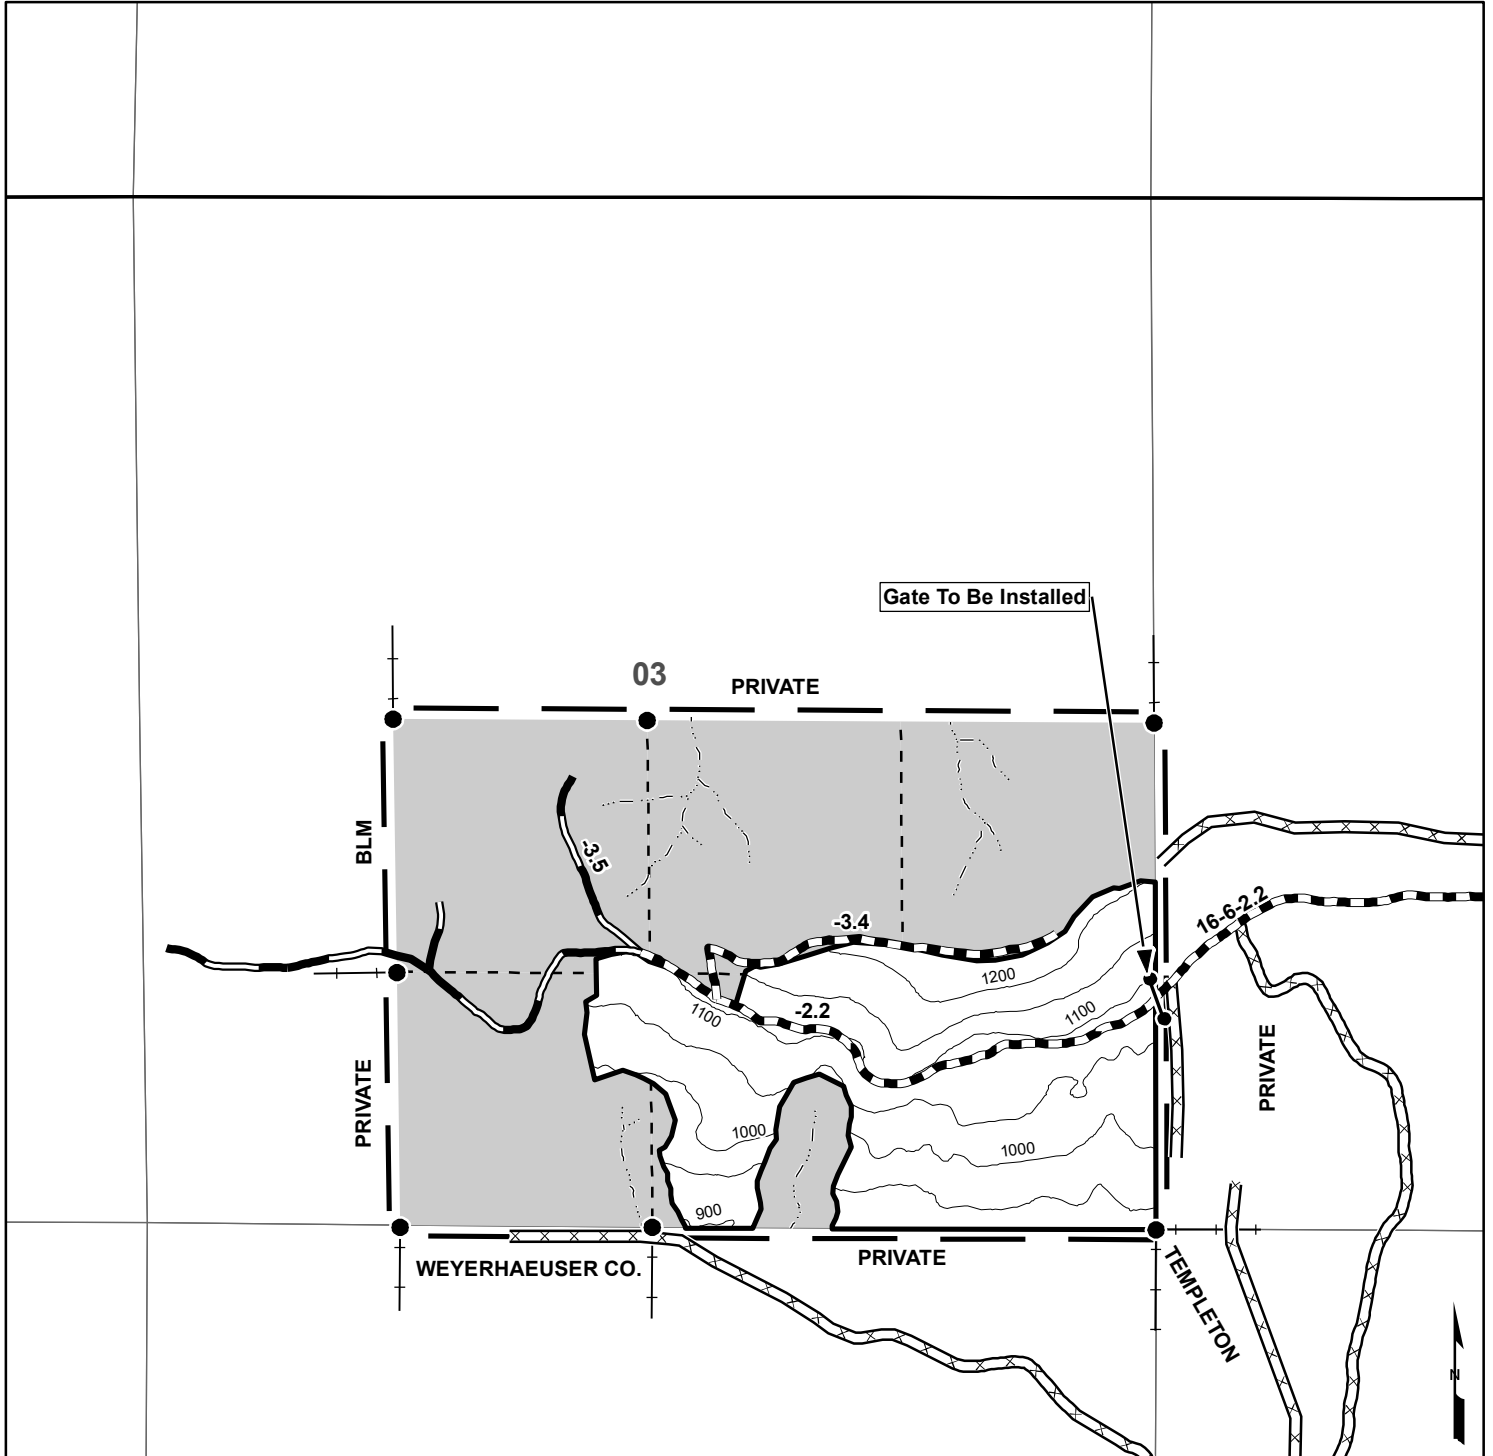 Gate To Be Installed
03
PRIVATE
BLM
-3.5
16-6-2.2
-3.4
1200
1100
-2.2
1100
PRIVATE
PRIVATE
1000
1000
900
PRIVATE
WEYERHAEUSER CO.
TEMPLETON
N